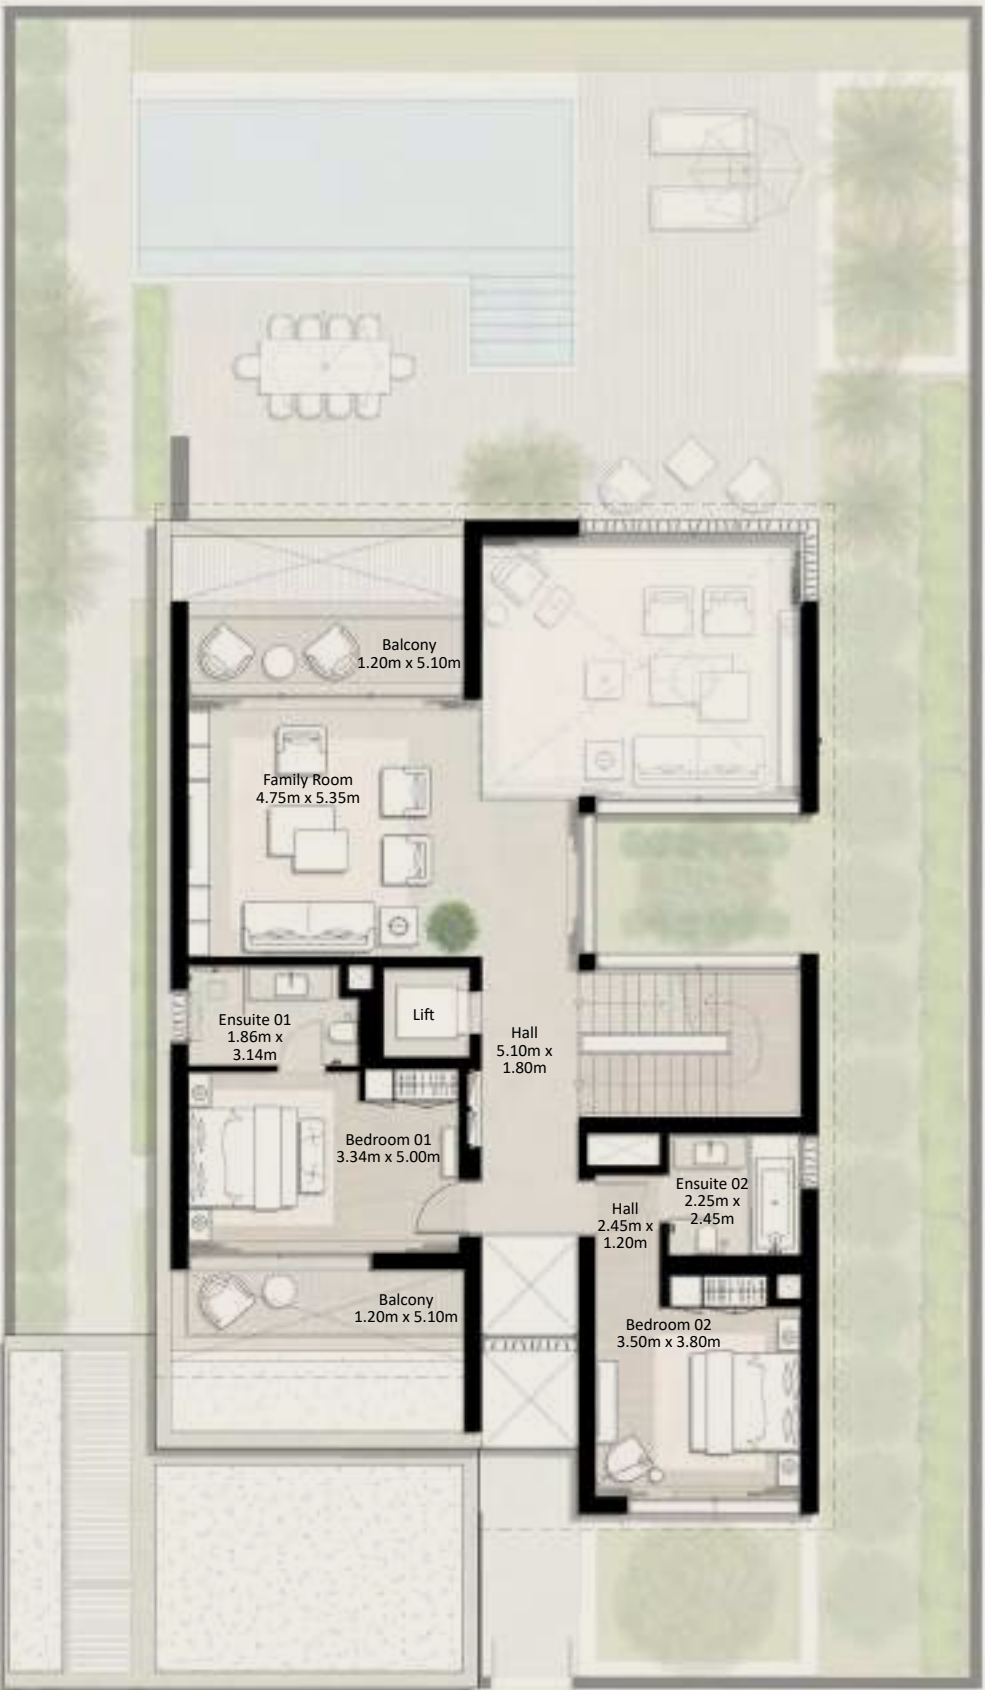 Balcony
1.20m x 5.10m
Family Room
4.75m x 5.35m
Ensuite 01
1.86m x
3.14m
Lift
Hall
5.10m x
1.80m
Bedroom 01
3.34m x 5.00m
Ensuite 02
2.25m x
2.45m
Hall
2.45m x
1.20m
Balcony
1.20m x 5.10m
Bedroom 02
3.50m x 3.80m